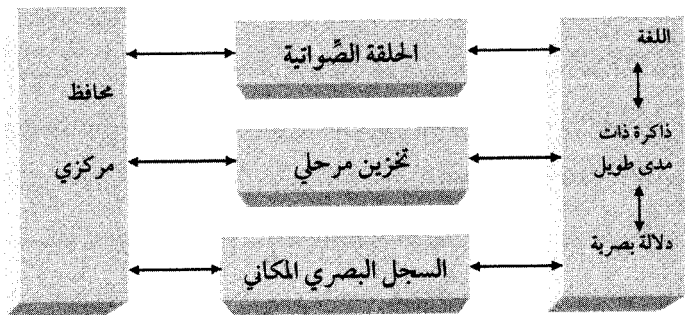 اللغة
ذاكرة ذات
مدى طويل
دلالة بصرية
الحلقة الصَّواتية
تخزين مرحلي
السجل البصري المكاني
محافظ
مركزي